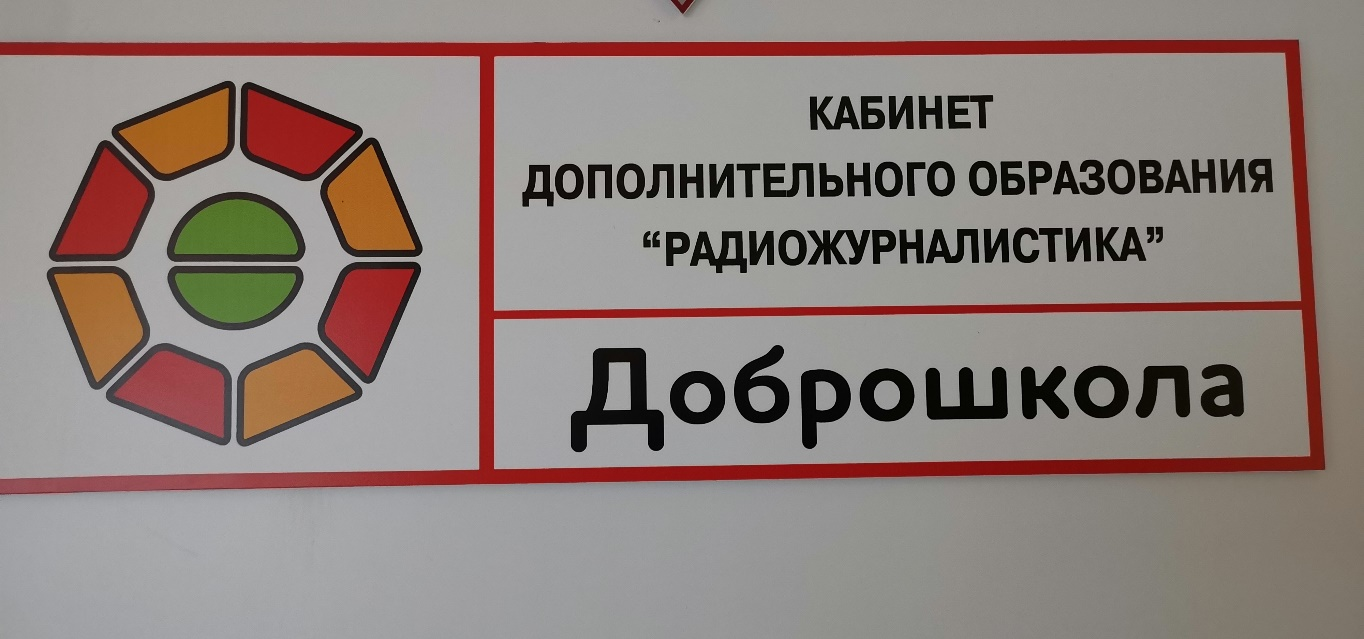 КАБИНЕТ
ДОПОЛНИТЕЛЬНОГО ОБРАЗОВАНИЯ
“РАДИОЖУРНАЛИСТИКА”
Доброшкола